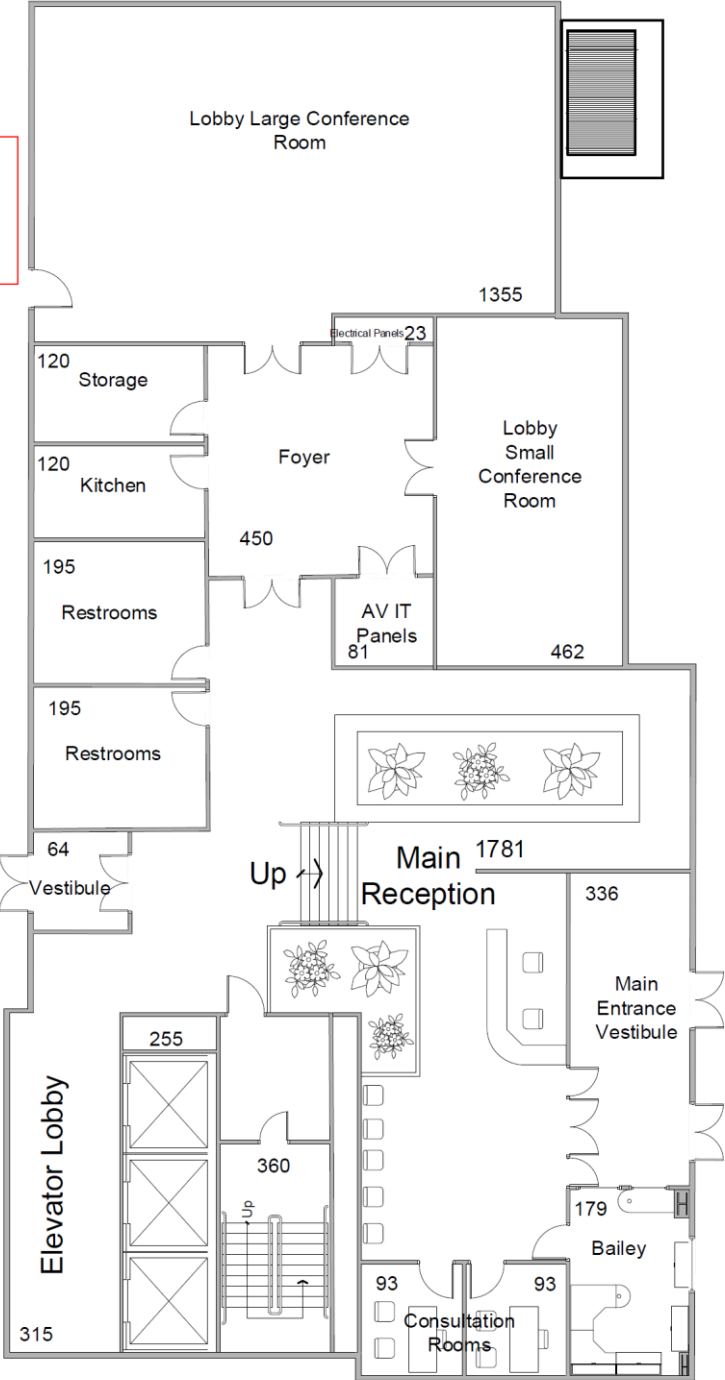 Lobby Large Conference
Room
1355
Electrical Panels 23
120
Storage
Foyer
450
Lobby
Small
Conference
Room
462
120
Kitchen
195
Restrooms
AV IT
Panels
81
195
Restrooms
64
Vestibule
Up
Main 1781
Reception
336
Main
Entrance
Vestibule
255
Elevator Lobby
315
360
Up
179
Bailey
93
93
Consultation
Rooms